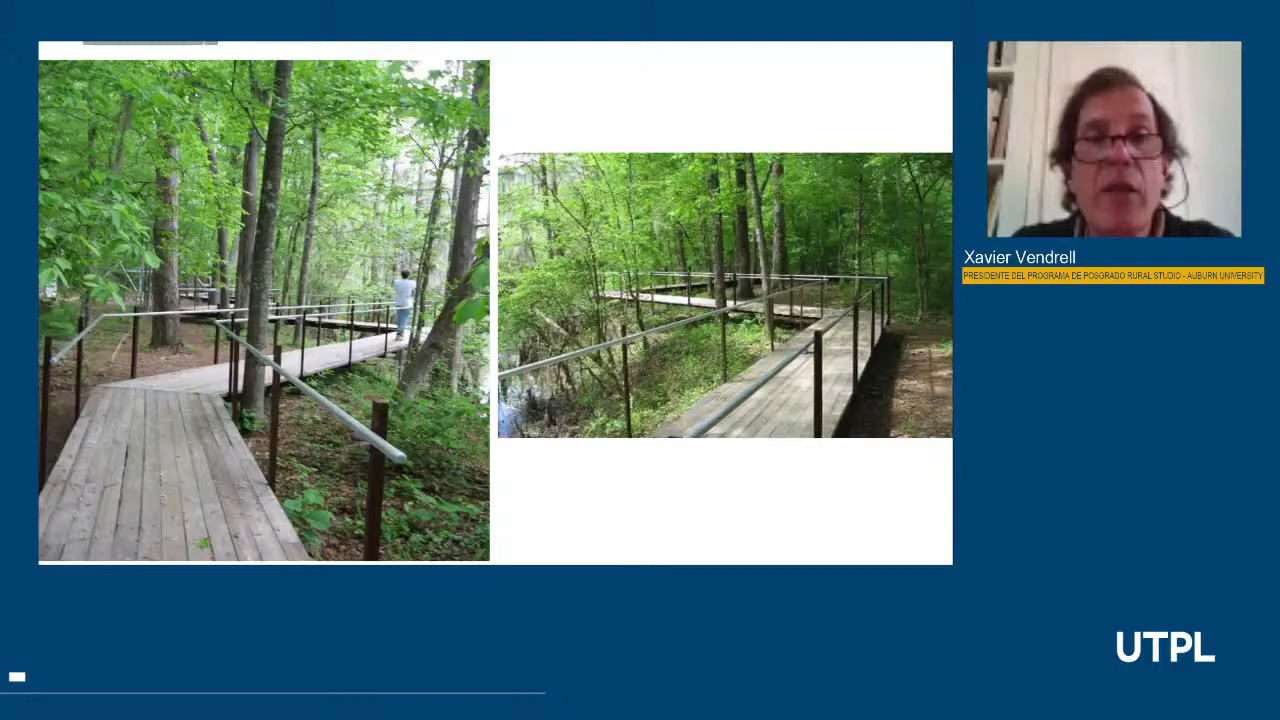 Xavier Vendrell
PRESIDENTE DEL PROGRAMA DE POSGRADO RURAL STUDIO - AUBURN UNIVERSITY
UTPL